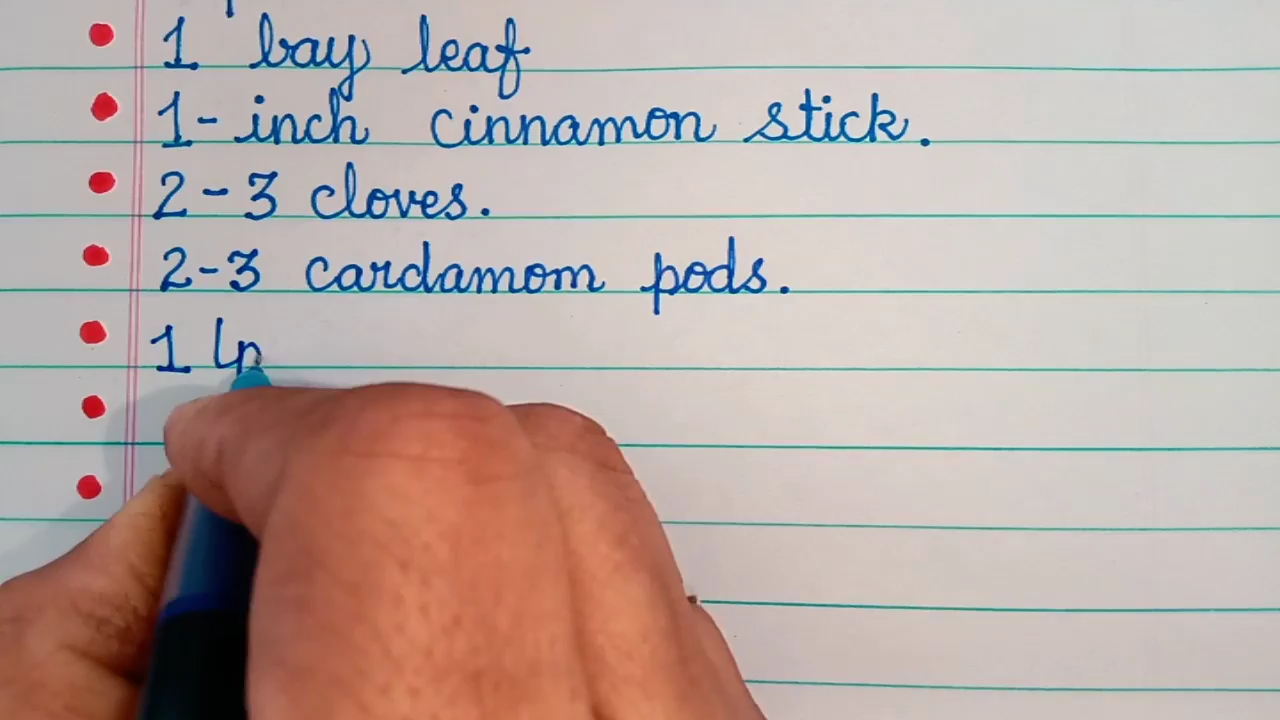 1 bay leaf
1-inch cinnamon stick.
2-3 cloves.
2-3 cardamom pods.
1